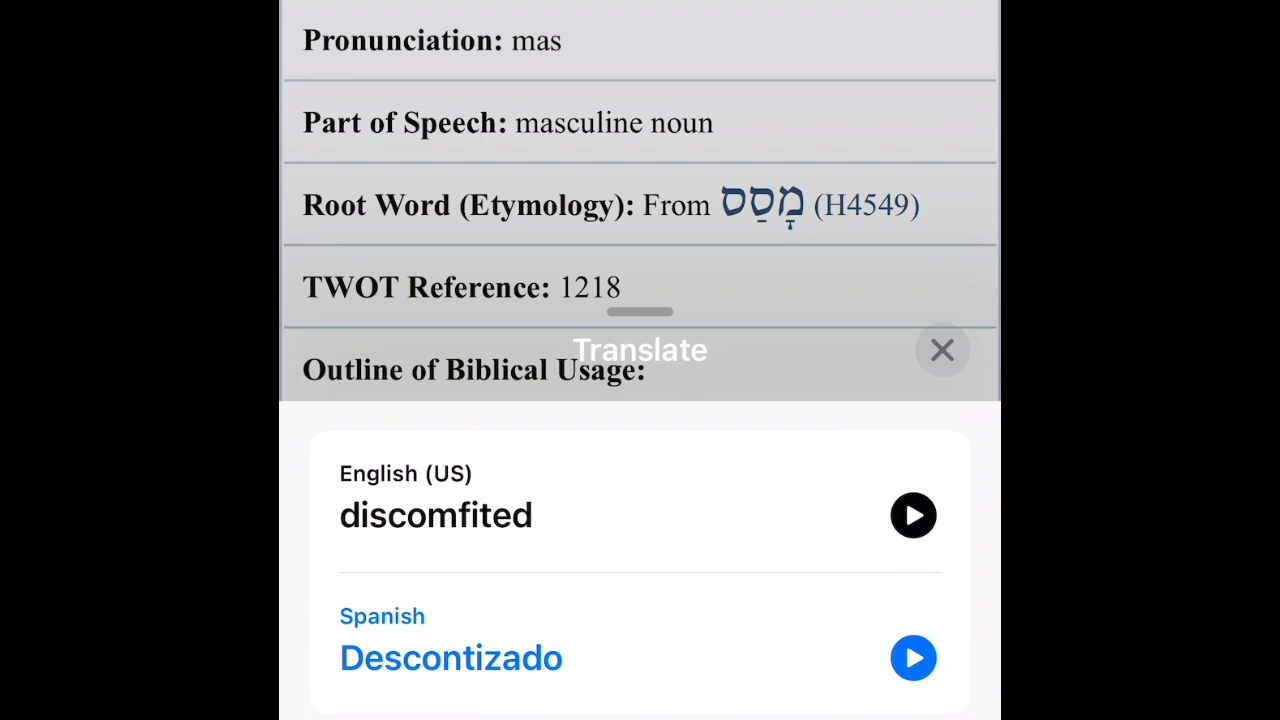 Pronunciation: mas
Part of Speech: masculine noun
Root Word (Etymology): From מָסַס (H4549)
TWOT Reference: 1218
Translate
Outline of Biblical Usage:
English (US)
discomfited
Spanish
Descontizado